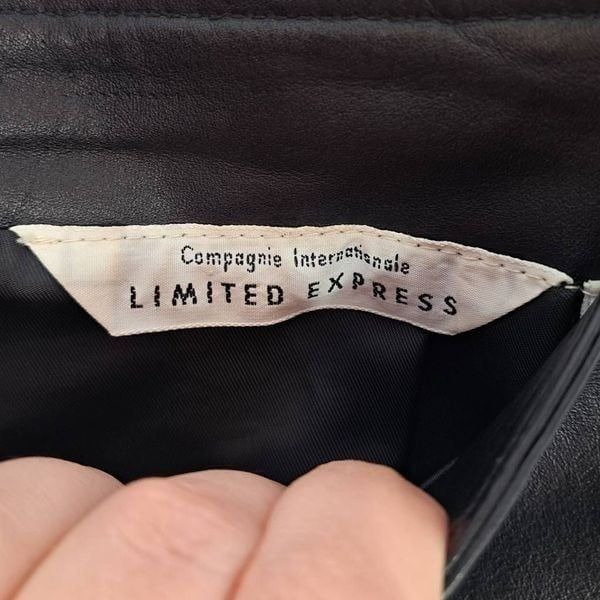 Compagnie Internationale
LIMITED EXPRESS